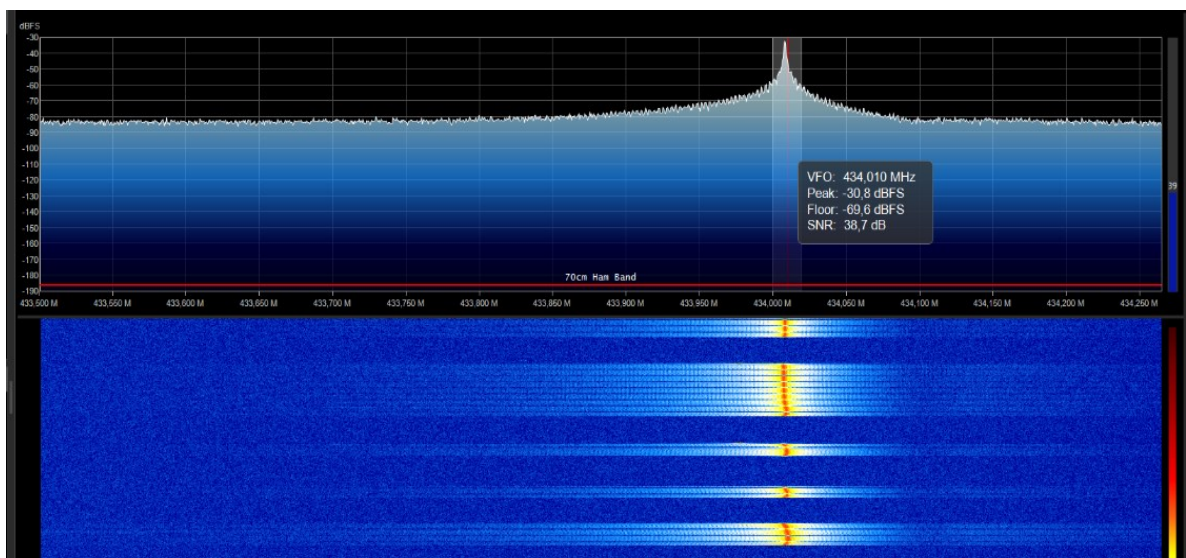 dBFS
-30
-40
-50
-60
-70
-80
-90
-100
-110
-120
-130
-140
-150
-160
-170
-180
-190
VFO: 434,010 MHz
Peak: -30,8 dBFS
Floor: -69,6 dBFS
SNR: 38,7 dB
39
70cm Ham Band
433,500 M 433,550 M 433,600 M 433,650 M 433,700 M 433,750 M 433,800 M 433,850 M 433,900 M 433,950 M 434,000 M 434,050 M 434,100 M 434,150 M 434,200 M 434,250 M